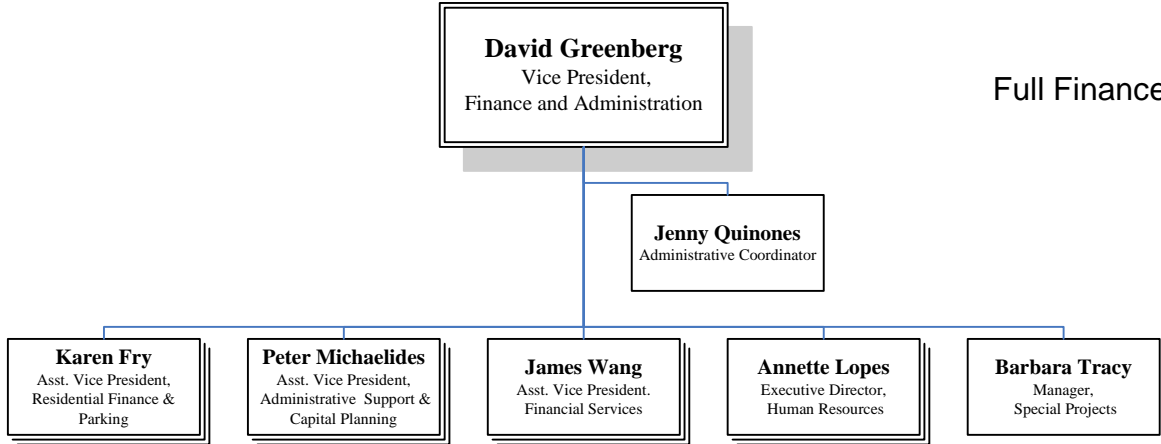 David Greenberg
Vice President,
Finance and Administration
Full Finance
Jenny Quinones
Administrative Coordinator
Karen Fry
Asst. Vice President,
Residential Finance &
Parking
Peter Michaelides
Asst. Vice President,
Administrative Support &
Capital Planning
James Wang
Asst. Vice President.
Financial Services
Annette Lopes
Executive Director,
Human Resources
Barbara Tracy
Manager,
Special Projects